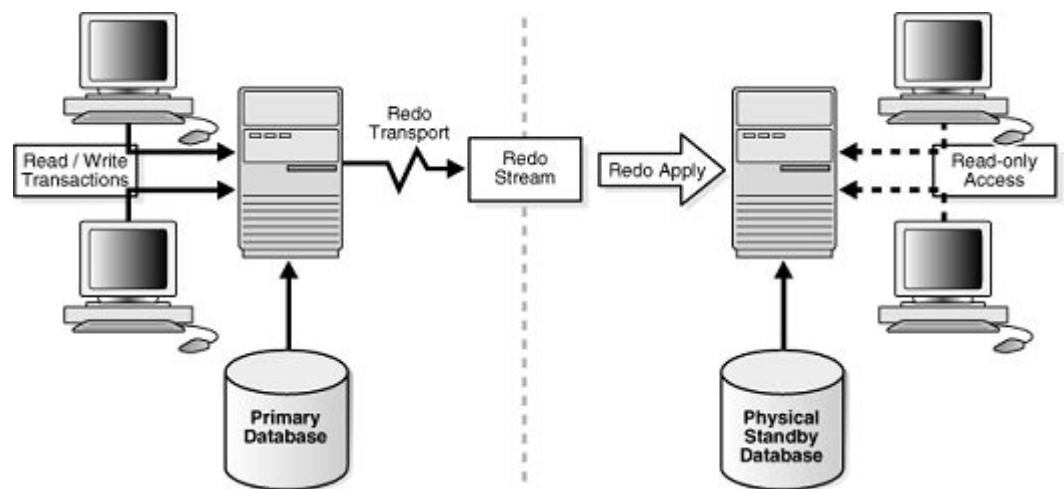 Read / Write
Transactions
Redo
Transport
Redo
Stream
Redo Apply
Read-only
Access
Primary
Database
Physical
Standby
Database